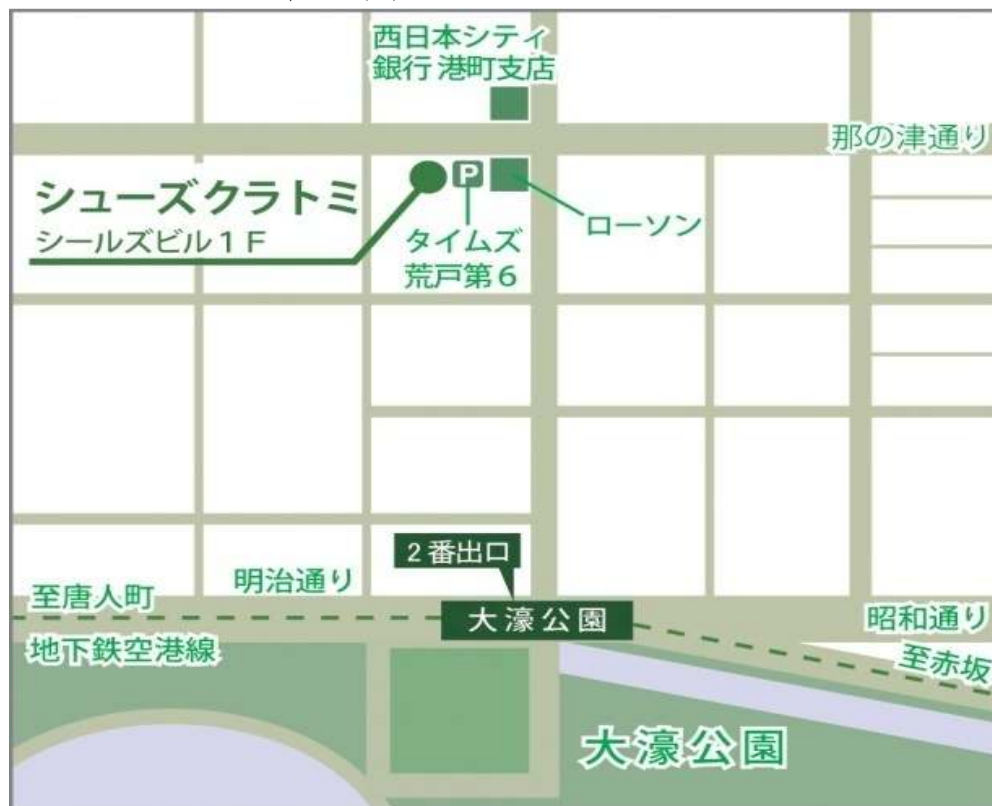 西日本シティ
銀行 港町支店
那の津通り
シューズクラトミ
シールズビル1F
P
ローソン
タイムズ
荒戸第6
2番出口
明治通り
至唐人町
大濠公園
昭和通り
地下鉄空港線
至赤坂
大濠公園